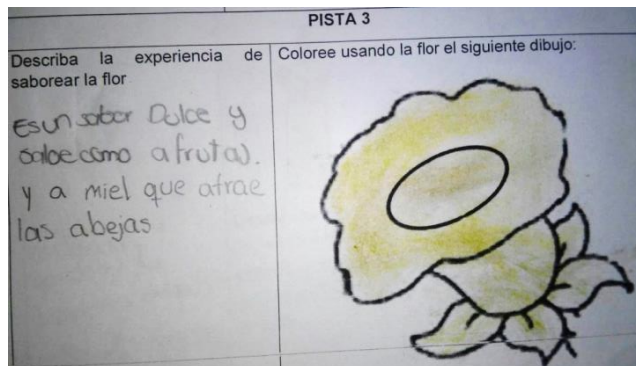 PISTA 3
Describa la experiencia de
saborear la flor
Es un sabor Dulce y
sabe como a fruta).
y a miel que atrae
las abejas
Coloree usando la flor el siguiente dibujo: